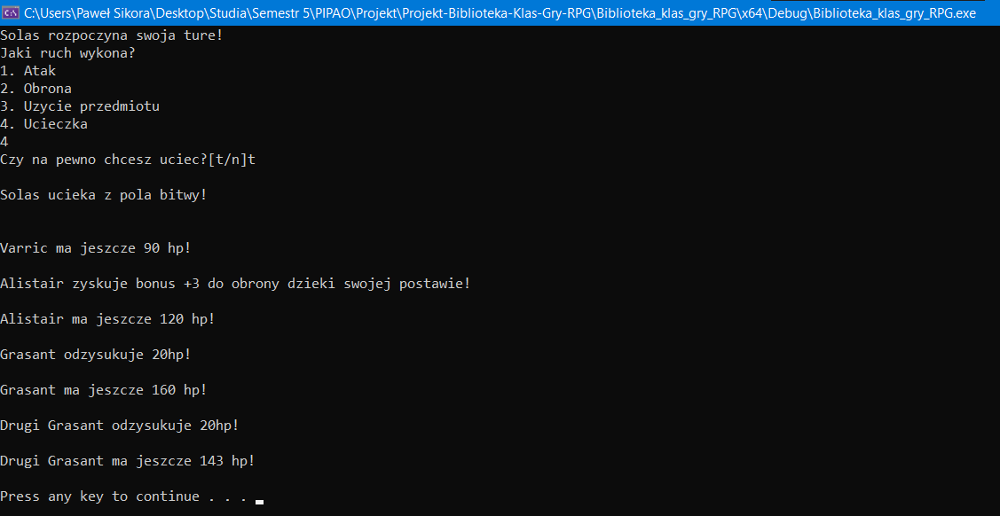 C:\Users\Paweł Sikora\Desktop\Studia\Semestr 5\PIPAO\Projekt\Projekt-Biblioteka-Klas-Gry-RPG\Biblioteka_klas_gry_RPG\x64\Debug\Biblioteka_klas_gry_RPG.exe
Solas rozpoczyna swoja ture!
Jaki ruch wykona?
1. Atak
2. Obrona
3. Uzycie przedmiotu
4. Ucieczka
4
Czy na pewno chcesz uciec?[t/n]t
Solas ucieka z pola bitwy!
Varric ma jeszcze 90 hp!
Alistair zyskuje bonus +3 do obrony dzieki swojej postawie!
Alistair ma jeszcze 120 hp!
Grasant odzysukuje 20hp!
Grasant ma jeszcze 160 hp!
Drugi Grasant odzysukuje 20hp!
Drugi Grasant ma jeszcze 143 hp!
Press any key to continue . . .